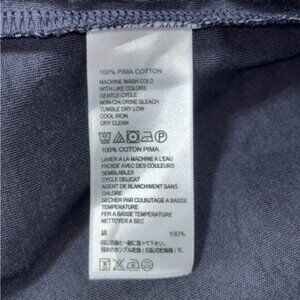 100% PIMA COTTON
MACHINE WASH COLD
WITH LIKE COLORS
GENTLE CYCLE
NON-CHLORINE BLEACH
TUMBLE DRY LOW
COOL IRON
DRY CLEAN
100% COTON PIMA
LAVER A LA MACHINE A L'EAU
FROIDE AVEC DES COULEURS
SEMBLABLES
CYCLE DELICAT
AGENT DE BLANCHIMENT SANS
CHLORE
SECHER PAR CULBUTAGE A BASSE
TEMPERATURE
FER A BASSE TEMPERATURE
NETTOYER A SEC
綿 100%